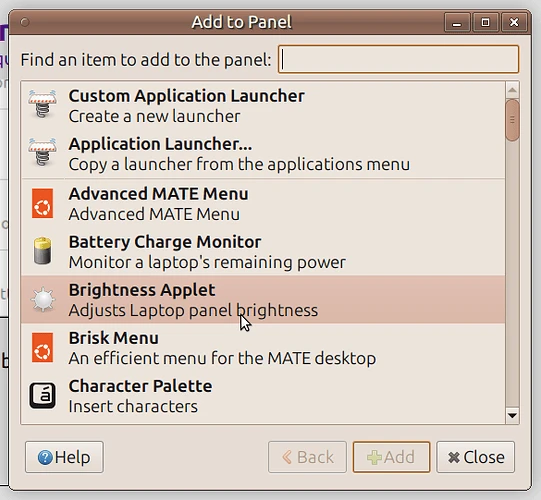 Add to Panel
Find an item to add to the panel:
Custom Application Launcher
Create a new launcher
Application Launcher...
Copy a launcher from the applications menu
Advanced MATE Menu
Advanced MATE Menu
Battery Charge Monitor
Monitor a laptop's remaining power
Brightness Applet
Adjusts Laptop panel brightness
Brisk Menu
An efficient menu for the MATE desktop
á
Character Palette
Insert characters
Help
Back
Add
Close